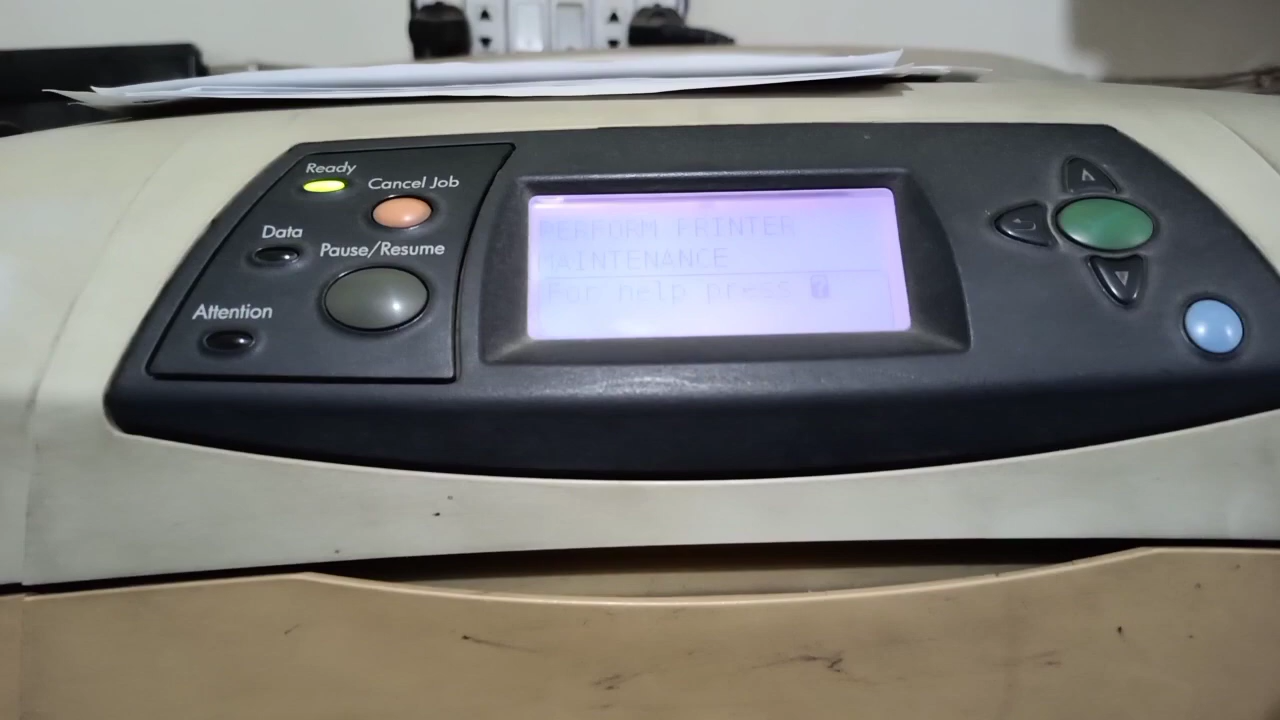 Ready
Cancel Job
Data
Pause/Resume
Attention
PERFORM PRINTER
MAINTENANCE
For help press ?